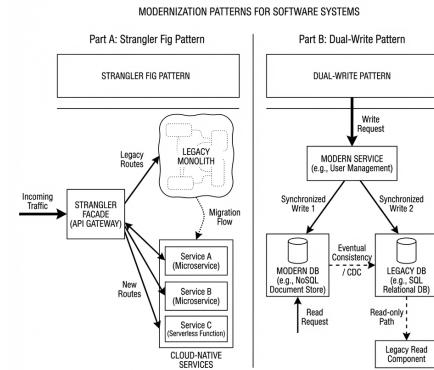 MODERNIZATION PATTERNS FOR SOFTWARE SYSTEMS
Part A: Strangler Fig Pattern
STRANGLER FIG PATTERN
Legacy
Routes
LEGACY
MONOLITH
Incoming
Traffic
STRANGLER
FACADE
(API GATEWAY)
Migration
Flow
New
Routes
Service A
(Microservice)
Service B
(Microservice)
Service C
(Serverless Function)
CLOUD-NATIVE
SERVICES
Part B: Dual-Write Pattern
DUAL-WRITE PATTERN
Write
Request
MODERN SERVICE
(e.g., User Management)
Synchronized
Write 1
Synchronized
Write 2
MODERN DB
(e.g., NoSQL
Document Store)
Eventual
Consistency
/ CDC
LEGACY DB
(e.g., SQL
Relational DB)
Read
Request
Read-only
Path
Legacy Read
Component